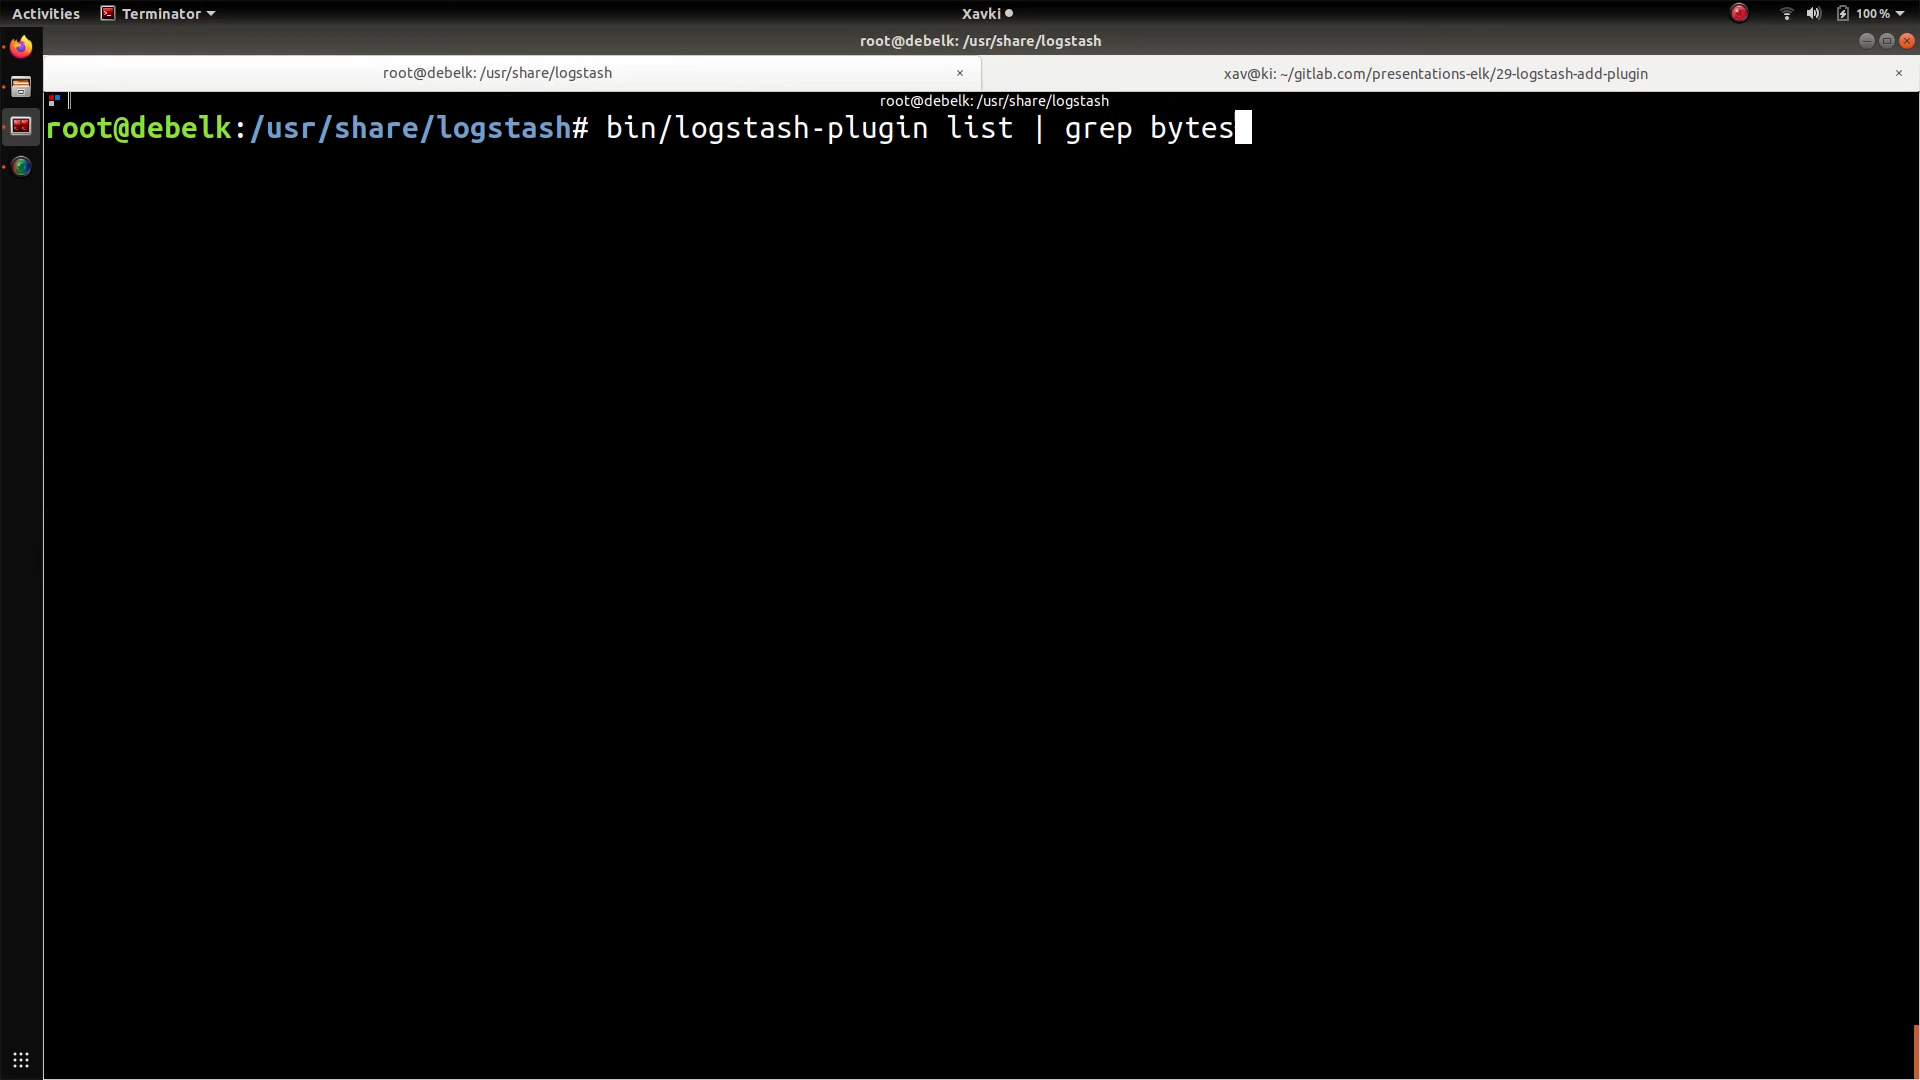 Activities Terminator Xavki 100 %
root@debelk: /usr/share/logstash
root@debelk: /usr/share/logstash × xav@ki: ~/gitlab.com/presentations-elk/29-logstash-add-plugin ×
root@debelk: /usr/share/logstash
root@debelk:/usr/share/logstash# bin/logstash-plugin list | grep bytes